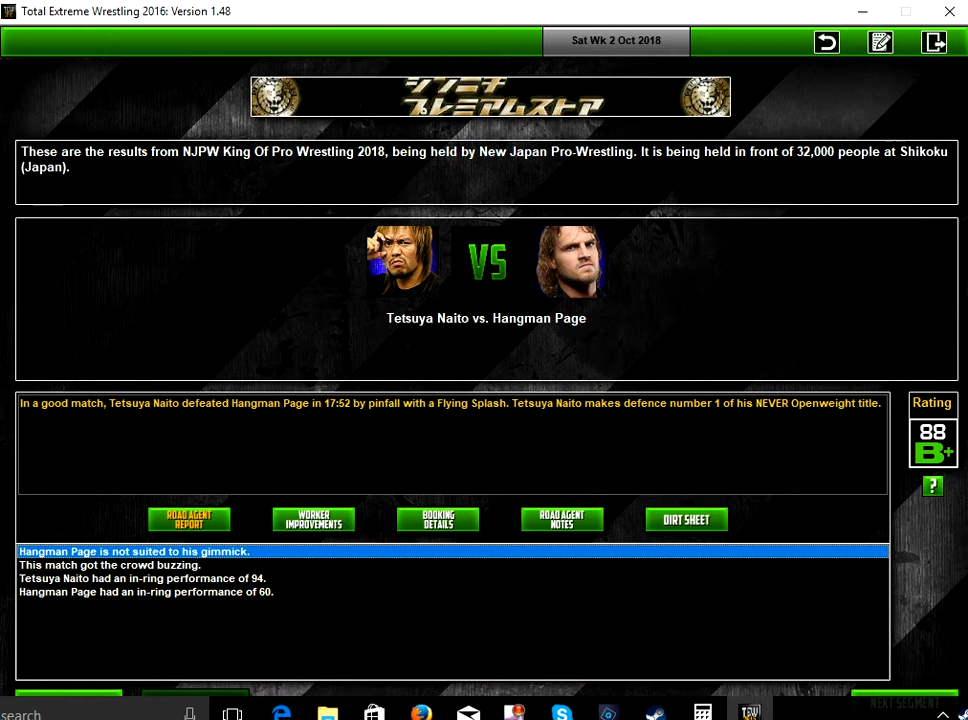 Total Extreme Wrestling 2016: Version 1.48
Sat Wk 2 Oct 2018
シンニチ
プレミアムストア
These are the results from NJPW King Of Pro Wrestling 2018, being held by New Japan Pro-Wrestling. It is being held in front of 32,000 people at Shikoku
(Japan).
VS
Tetsuya Naito vs. Hangman Page
In a good match, Tetsuya Naito defeated Hangman Page in 17:52 by pinfall with a Flying Splash. Tetsuya Naito makes defence number 1 of his NEVER Openweight title.
Rating
88
B+
?
ROAD AGENT
REPORT
WORKER
IMPROVEMENTS
BOOKING
DETAILS
ROAD AGENT
NOTES
DIRT SHEET
Hangman Page is not suited to his gimmick.
This match got the crowd buzzing.
Tetsuya Naito had an in-ring performance of 94.
Hangman Page had an in-ring performance of 60.
NEXT SEGMENT
search